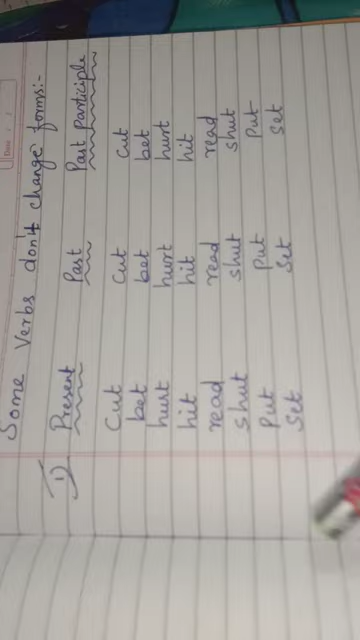 Date :
Some Verbs don't change forms:-
1) Present Past Past participle
Cut Cut Cut
bet bet bet
hurt hurt hurt
hit hit hit
read read read
shut shut shut
Put Put Put
Set Set Set